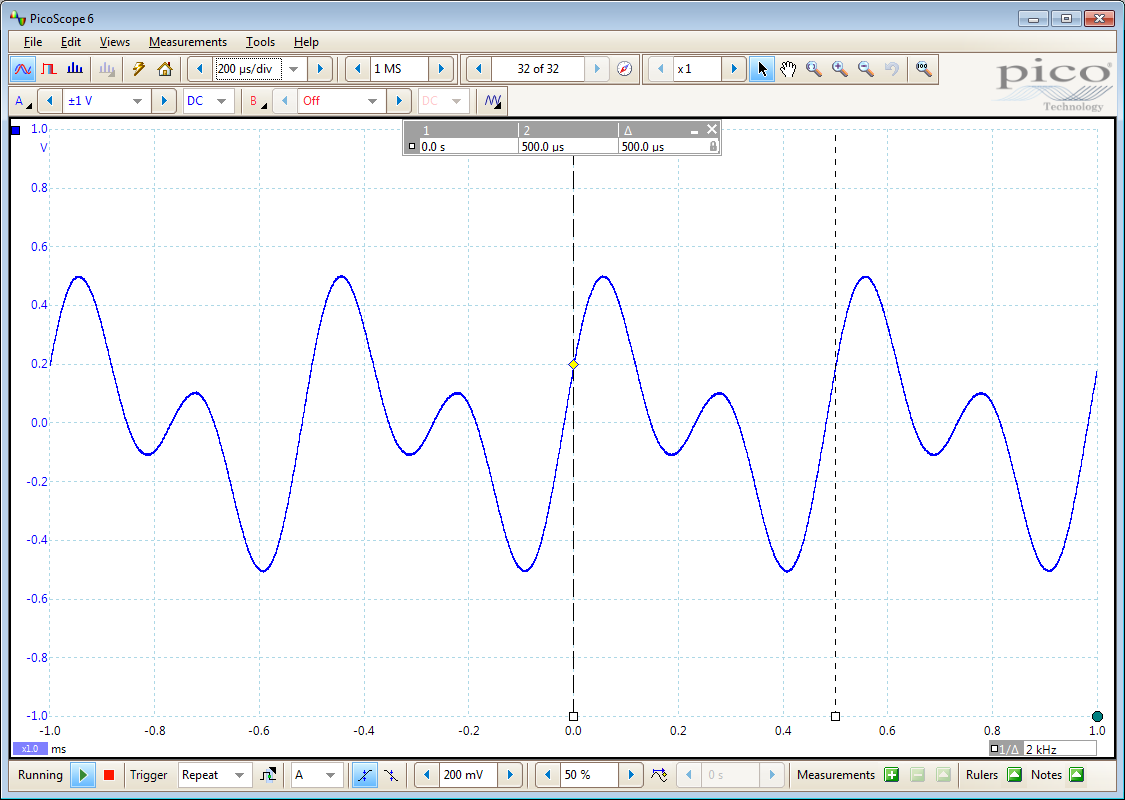 PicoScope 6
File Edit Views Measurements Tools Help
200 µs/div 1 MS 32 of 32 x1
pico
Technology
A ±1 V DC B Off DC
1 2 Δ
0.0 s 500.0 µs 500.0 µs
1.0
V
0.8
0.6
0.4
0.2
0.0
-0.2
-0.4
-0.6
-0.8
-1.0
-1.0 -0.8 -0.6 -0.4 -0.2 0.0 0.2 0.4 0.6 0.8 1.0
x1.0 ms 1/Δ 2 kHz
Running Trigger Repeat A 200 mV 50 % 0 s Measurements Rulers Notes